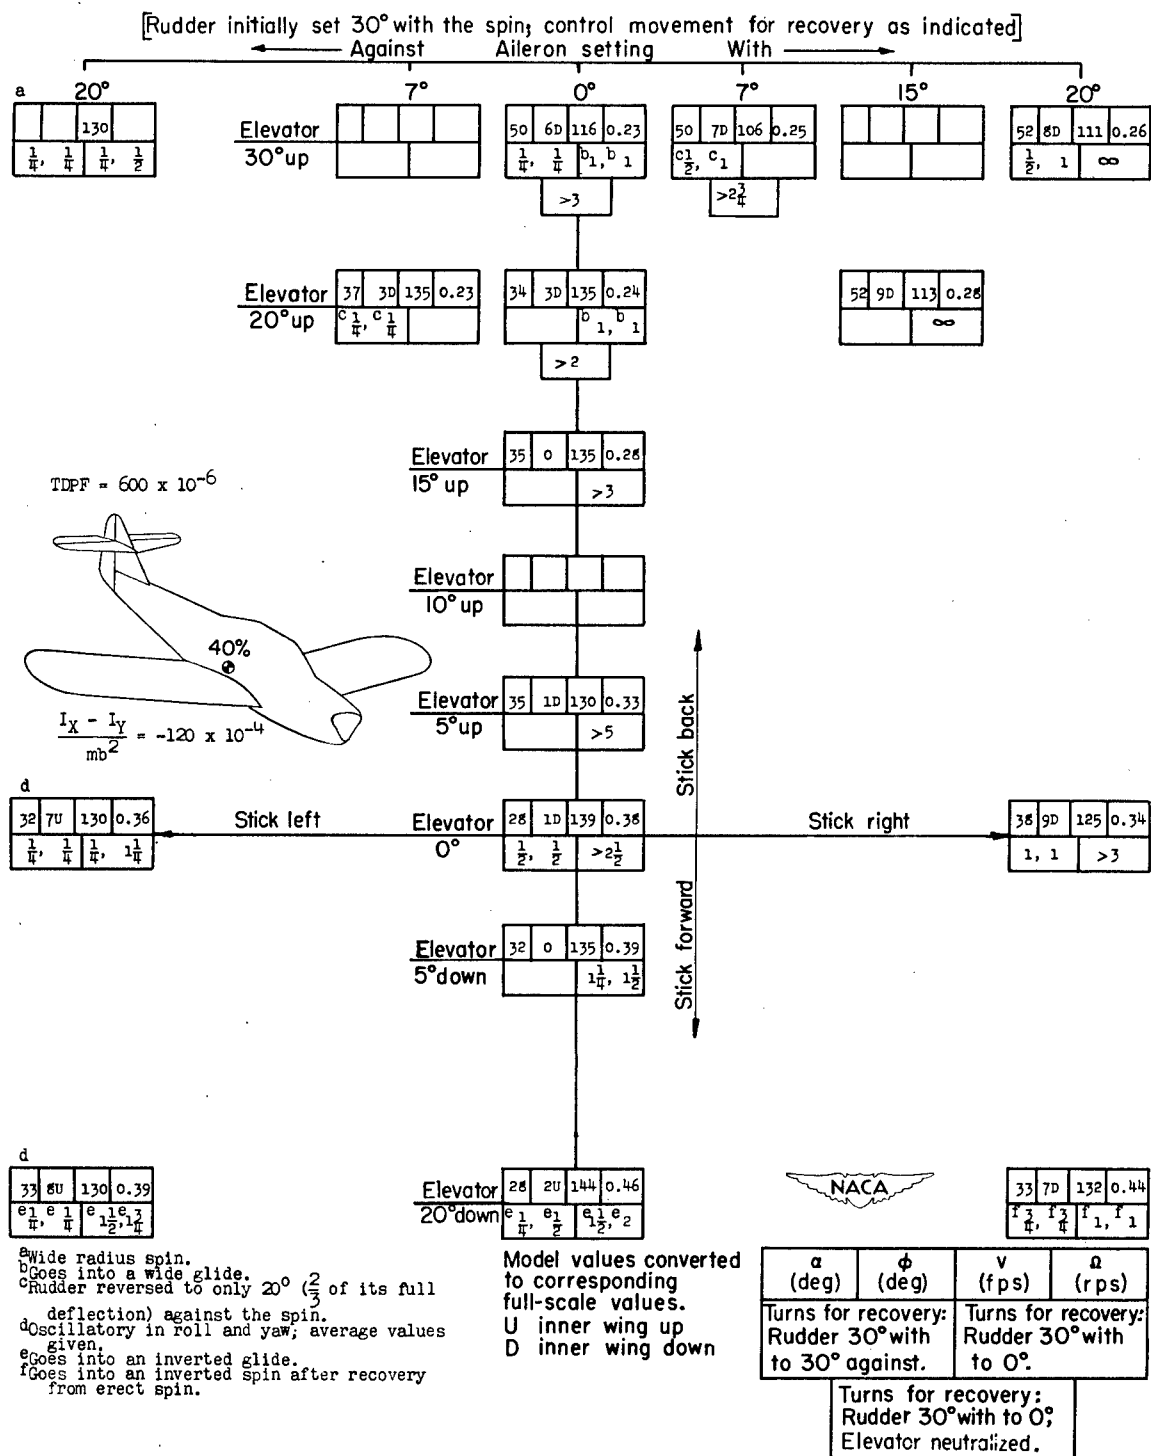 [Rudder initially set 30° with the spin; control movement for recovery as indicated]
Against Aileron setting With
20° 7° 0° 7° 15° 20°
a
130
1/4, 1/4 1/4, 1/2
Elevator
30° up
50 6D 116 0.23
1/4, 1/4 b1, b1
>3
50 7D 106 0.25
c1/2, c1
>2 3/4
52 8D 111 0.26
1/2, 1 ∞
Elevator
20° up
37 3D 135 0.23
c1/4, c1/4
34 3D 135 0.24
b1, b1
>2
52 9D 113 0.28
∞
Elevator
15° up
35 0 135 0.28
>3
TDPF = 600 x 10⁻⁶
Elevator
10° up
40%
Elevator
5° up
35 1D 130 0.33
>5
I_X - I_Y
mb² = -120 x 10⁻⁴
Stick back
d
32 7U 130 0.36
1/4, 1/4 1/4, 1 1/4
Stick left
Elevator
0°
28 1D 139 0.38
1/2, 1/2 >2 1/2
Stick right
38 9D 125 0.34
1, 1 >3
Stick forward
Elevator
5° down
32 0 135 0.39
1 1/4, 1 1/2
d
33 8U 130 0.39
e1/4, e1/4 e1 1/2, e1 3/4
Elevator
20° down
28 2U 144 0.46
e1/4, e1/2 e1 1/2, e2
NACA
33 7D 132 0.44
f3/4, f3/4 f1, f1
aWide radius spin.
bGoes into a wide glide.
cRudder reversed to only 20° (2/3 of its full
deflection) against the spin.
dOscillatory in roll and yaw; average values
given.
eGoes into an inverted glide.
fGoes into an inverted spin after recovery
from erect spin.
Model values converted
to corresponding
full-scale values.
U inner wing up
D inner wing down
α (deg) ϕ (deg) V (fps) Ω (rps)
Turns for recovery:
Rudder 30° with
to 30° against.
Turns for recovery:
Rudder 30° with
to 0°.
Turns for recovery:
Rudder 30° with to 0°;
Elevator neutralized.